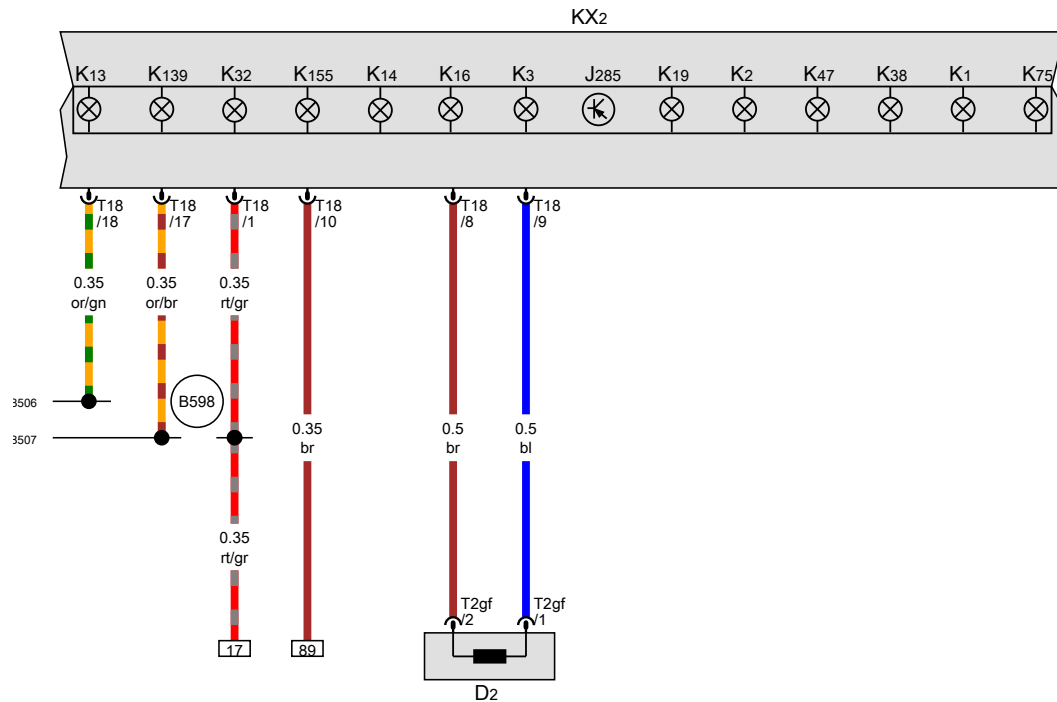 KX2
K13 K139 K32 K155 K14 K16 K3 J285 K19 K2 K47 K38 K1 K75
T18 T18 T18 T18 T18 T18
/18 /17 /1 /10 /8 /9
0.35 0.35 0.35
or/gn or/br rt/gr
B598
3506
3507
0.35 0.5 0.5
br br bl
0.35
rt/gr
T2gf T2gf
/2 /1
17 89
D2